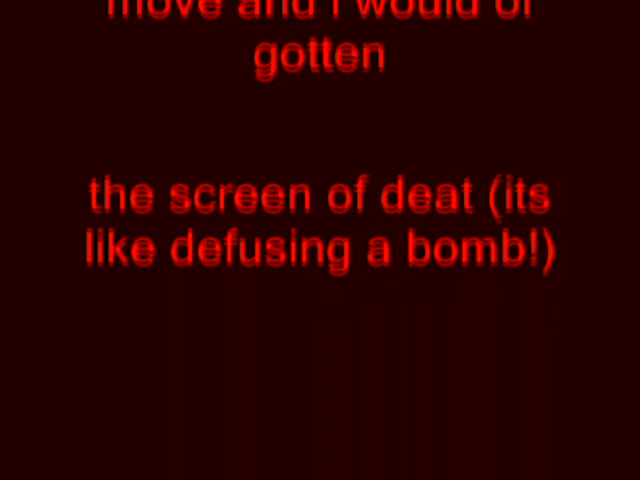 move and i would of
gotten
the screen of deat (its
like defusing a bomb!)